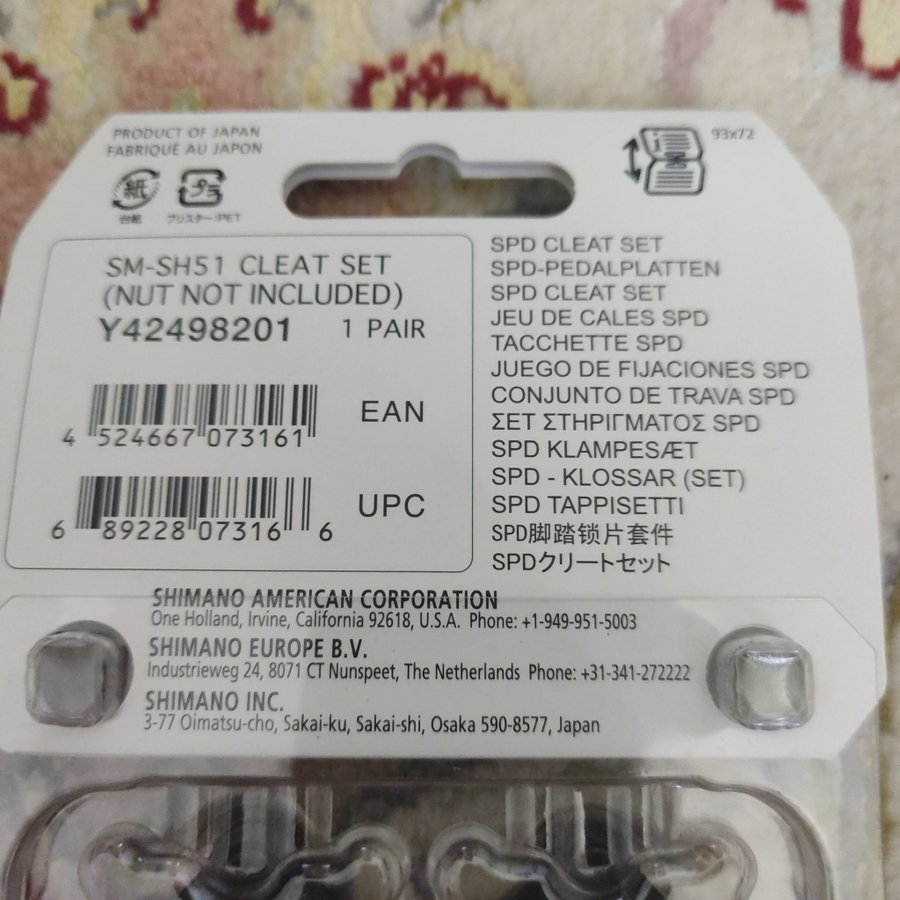 PRODUCT OF JAPAN
FABRIQUE AU JAPON
93x72
紙
プラ
台紙
ブリスター:PET
SM-SH51 CLEAT SET
(NUT NOT INCLUDED)
Y42498201 1 PAIR
EAN
4 524667 073161
UPC
6 89228 07316 6
SPD CLEAT SET
SPD-PEDALPLATTEN
SPD CLEAT SET
JEU DE CALES SPD
TACCHETTE SPD
JUEGO DE FIJACIONES SPD
CONJUNTO DE TRAVA SPD
ΣΕΤ ΣΤΗΡΙΓΜΑΤΟΣ SPD
SPD KLAMPESÆT
SPD - KLOSSAR (SET)
SPD TAPPISETTI
SPD脚踏锁片套件
SPDクリートセット
SHIMANO AMERICAN CORPORATION
One Holland, Irvine, California 92618, U.S.A. Phone: +1-949-951-5003
SHIMANO EUROPE B.V.
Industrieweg 24, 8071 CT Nunspeet, The Netherlands Phone: +31-341-272222
SHIMANO INC.
3-77 Oimatsu-cho, Sakai-ku, Sakai-shi, Osaka 590-8577, Japan